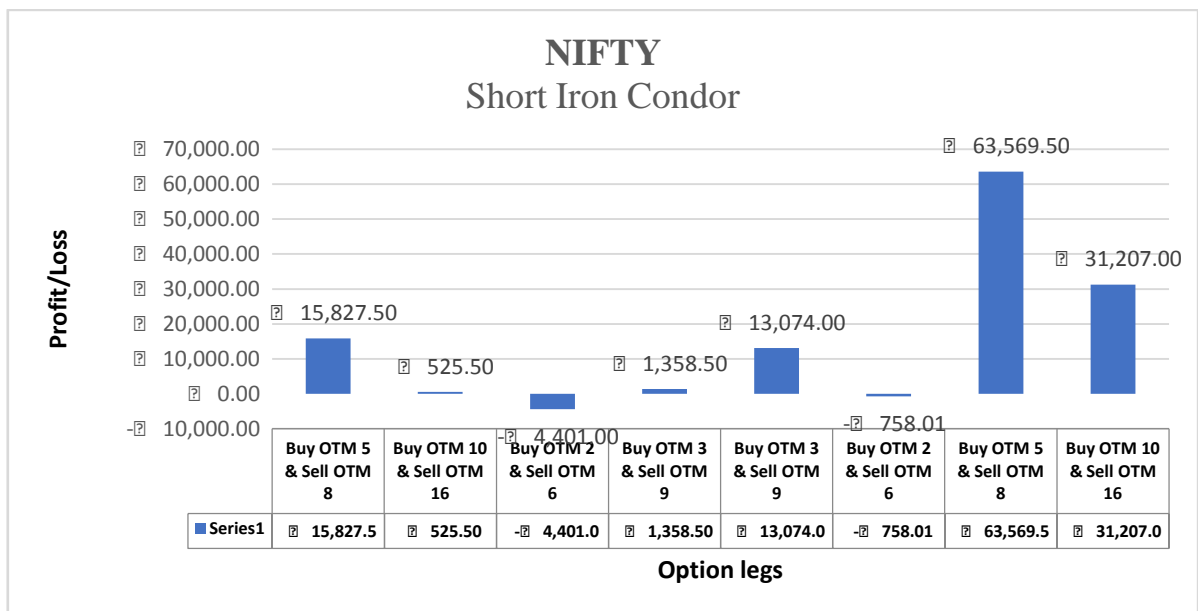 NIFTY
Short Iron Condor
Profit/Loss
⍰ 70,000.00
⍰ 60,000.00
⍰ 50,000.00
⍰ 40,000.00
⍰ 30,000.00
⍰ 20,000.00
⍰ 10,000.00
⍰ 0.00
-⍰ 10,000.00
⍰ 15,827.50
⍰ 525.50
-⍰ 4,401.00
⍰ 1,358.50
⍰ 13,074.00
-⍰ 758.01
⍰ 63,569.50
⍰ 31,207.00
Buy OTM 5
& Sell OTM
8
Buy OTM 10
& Sell OTM
16
Buy OTM 2
& Sell OTM
6
Buy OTM 3
& Sell OTM
9
Buy OTM 3
& Sell OTM
9
Buy OTM 2
& Sell OTM
6
Buy OTM 5
& Sell OTM
8
Buy OTM 10
& Sell OTM
16
Series1
⍰ 15,827.5
⍰ 525.50
-⍰ 4,401.0
⍰ 1,358.50
⍰ 13,074.0
-⍰ 758.01
⍰ 63,569.5
⍰ 31,207.0
Option legs